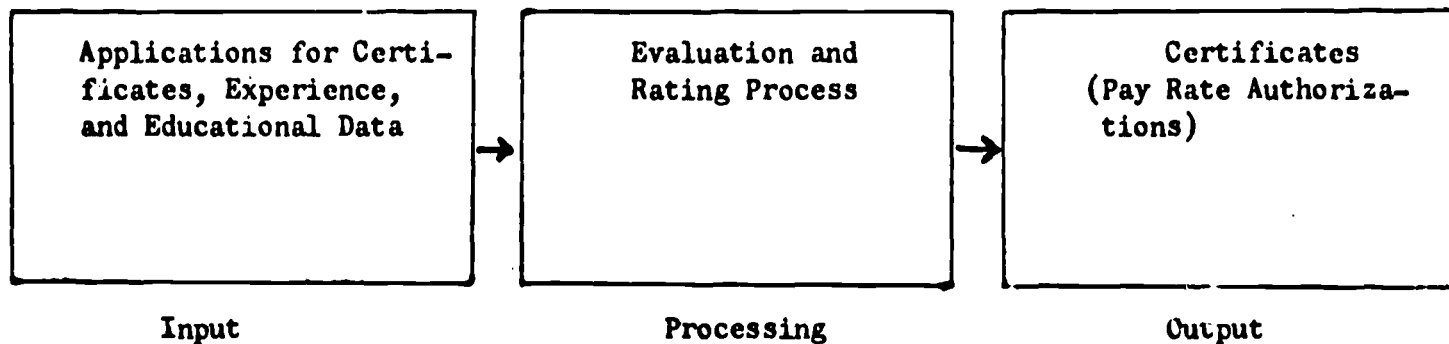 Applications for Certi-
ficates, Experience,
and Educational Data
Evaluation and
Rating Process
Certificates
(Pay Rate Authoriza-
tions)
Input
Processing
Output